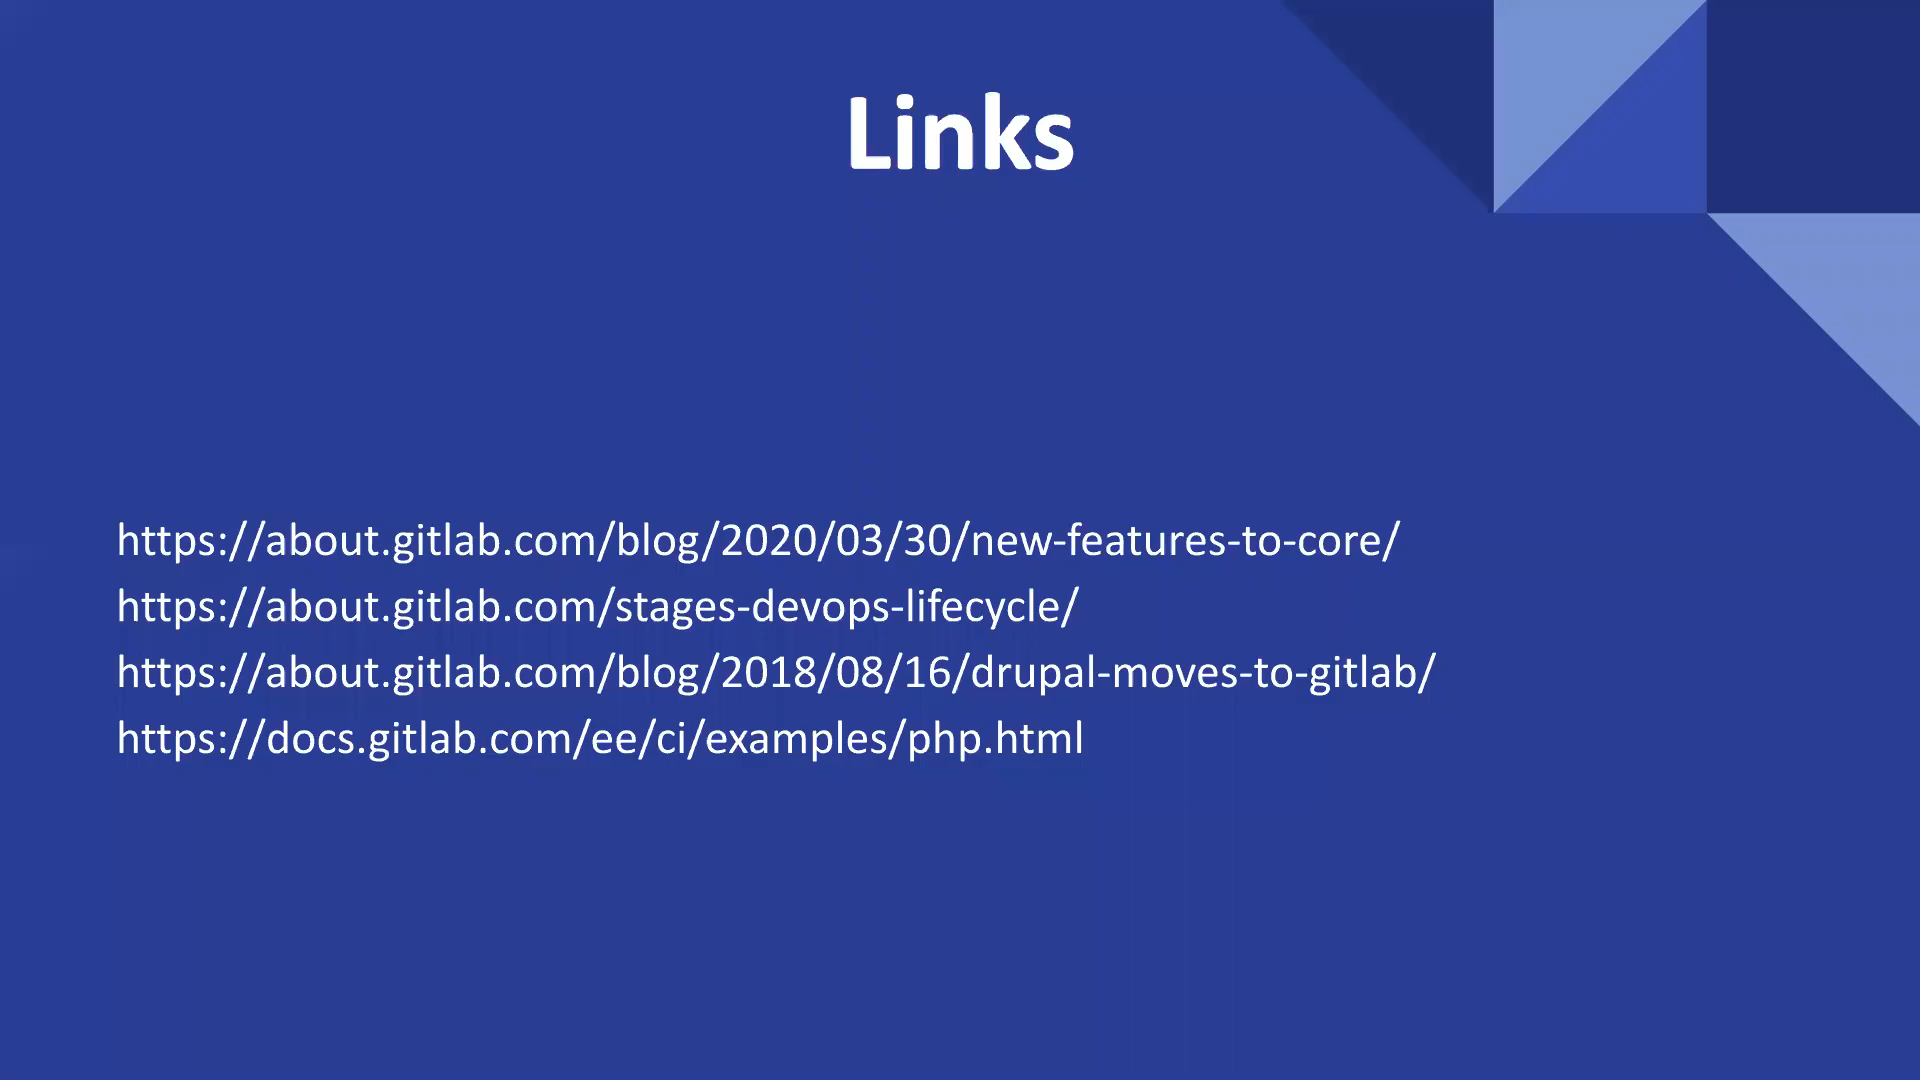 Links
https://about.gitlab.com/blog/2020/03/30/new-features-to-core/
https://about.gitlab.com/stages-devops-lifecycle/
https://about.gitlab.com/blog/2018/08/16/drupal-moves-to-gitlab/
https://docs.gitlab.com/ee/ci/examples/php.html